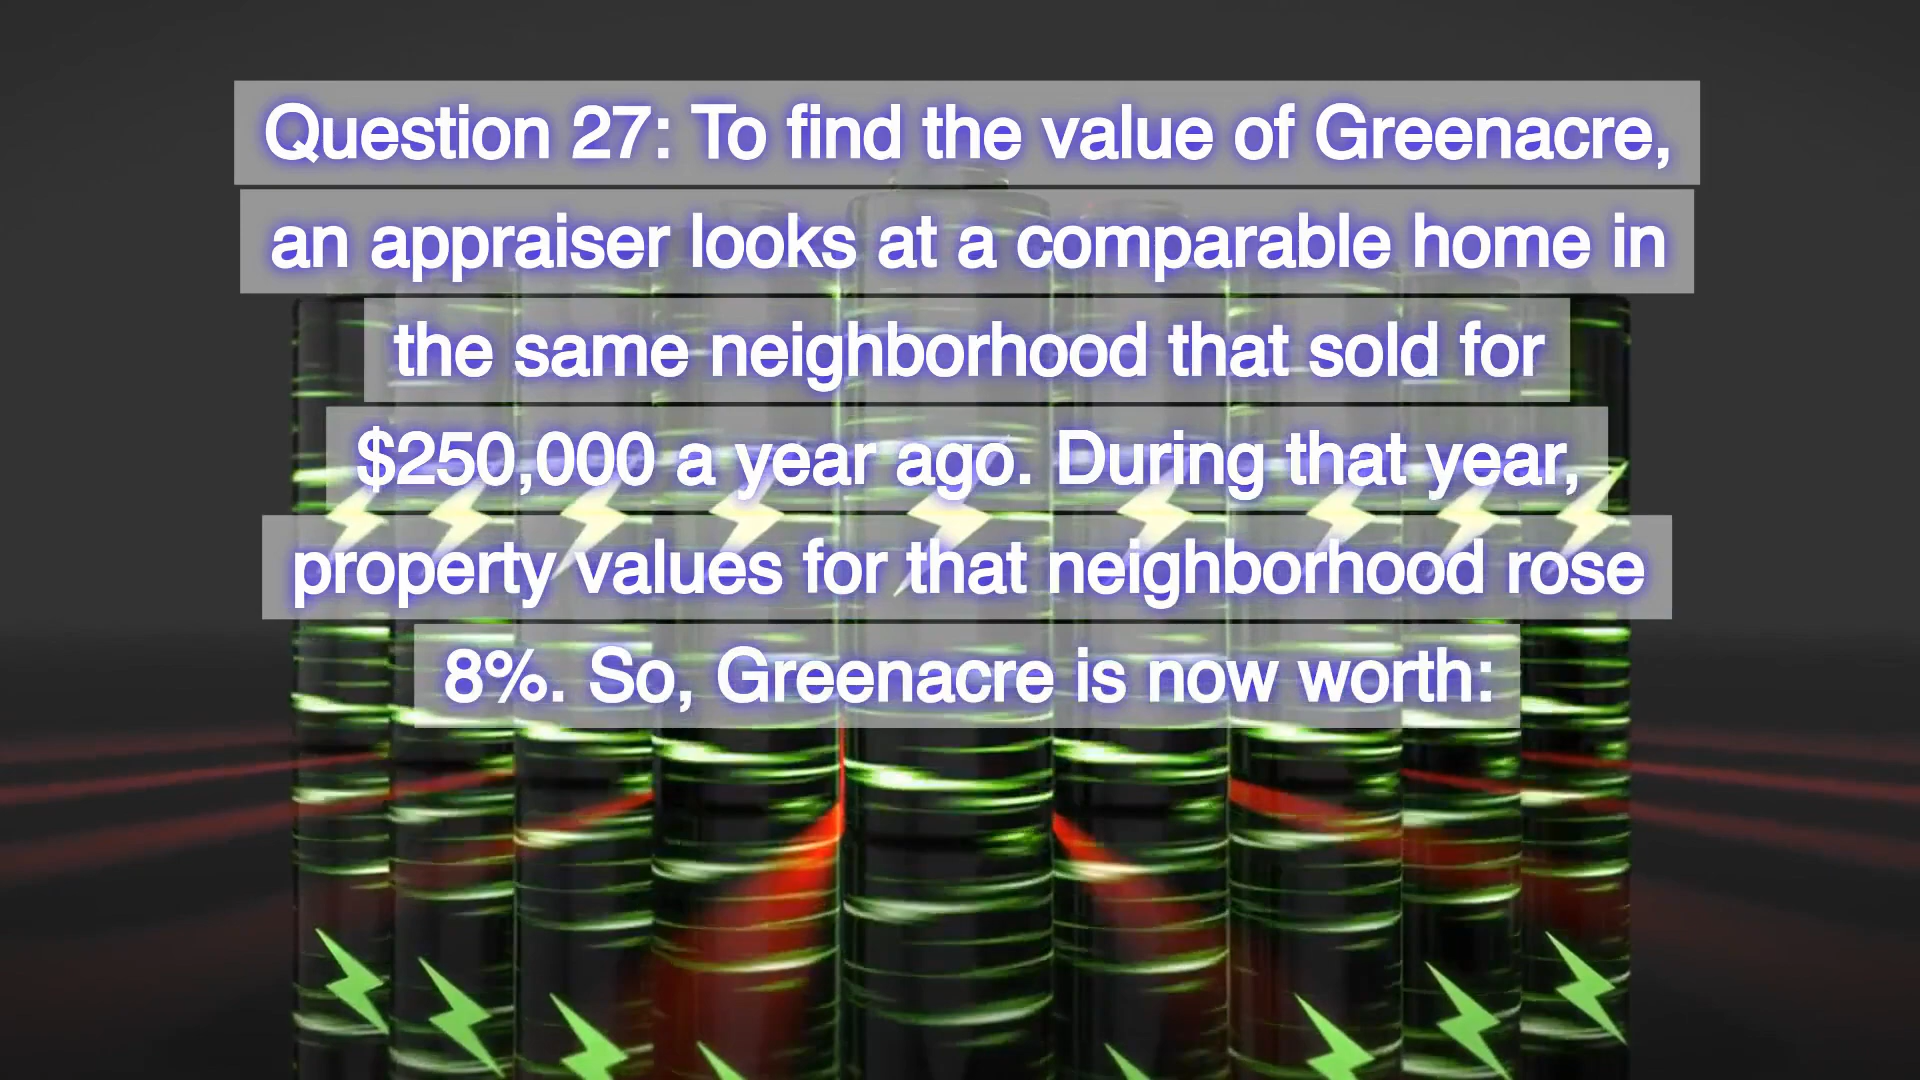 Question 27: To find the value of Greenacre,
an appraiser looks at a comparable home in
the same neighborhood that sold for
$250,000 a year ago. During that year,
property values for that neighborhood rose
8%. So, Greenacre is now worth: